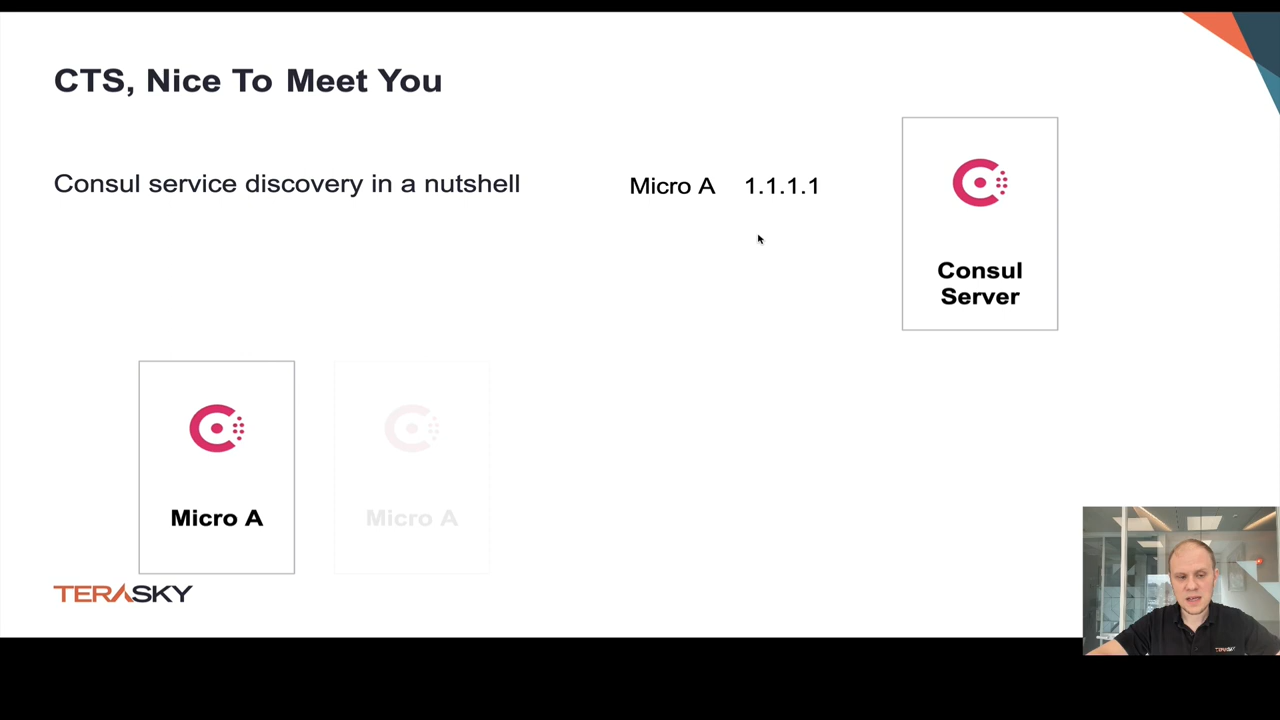 CTS, Nice To Meet You
Consul service discovery in a nutshell
Micro A 1.1.1.1
Consul
Server
Micro A
Micro A
TERASKY
TERASKY